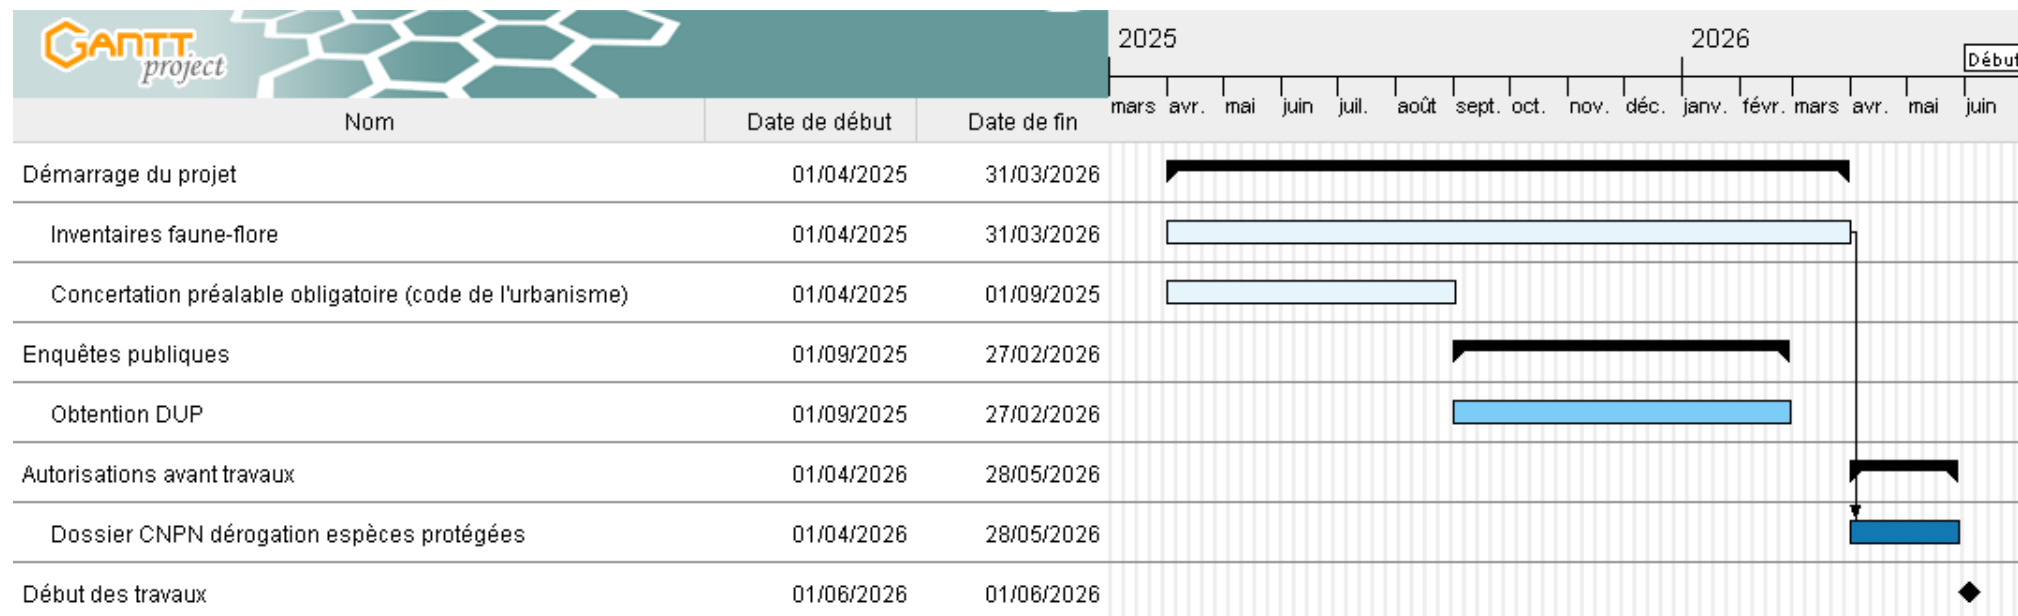 GANTT
project
2025 2026
Début
mars avr. mai juin juil. août sept. oct. nov. déc. janv. févr. mars avr. mai juin
Nom Date de début Date de fin
Démarrage du projet 01/04/2025 31/03/2026
Inventaires faune-flore 01/04/2025 31/03/2026
Concertation préalable obligatoire (code de l'urbanisme) 01/04/2025 01/09/2025
Enquêtes publiques 01/09/2025 27/02/2026
Obtention DUP 01/09/2025 27/02/2026
Autorisations avant travaux 01/04/2026 28/05/2026
Dossier CNPN dérogation espèces protégées 01/04/2026 28/05/2026
Début des travaux 01/06/2026 01/06/2026